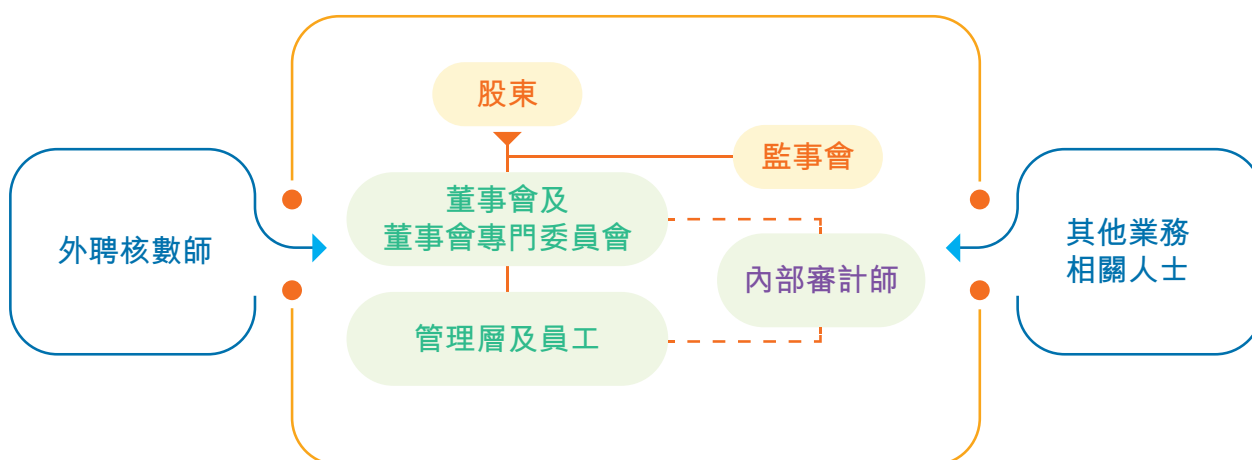 股東
監事會
董事會及
董事會專門委員會
外聘核數師
其他業務
相關人士
內部審計師
管理層及員工